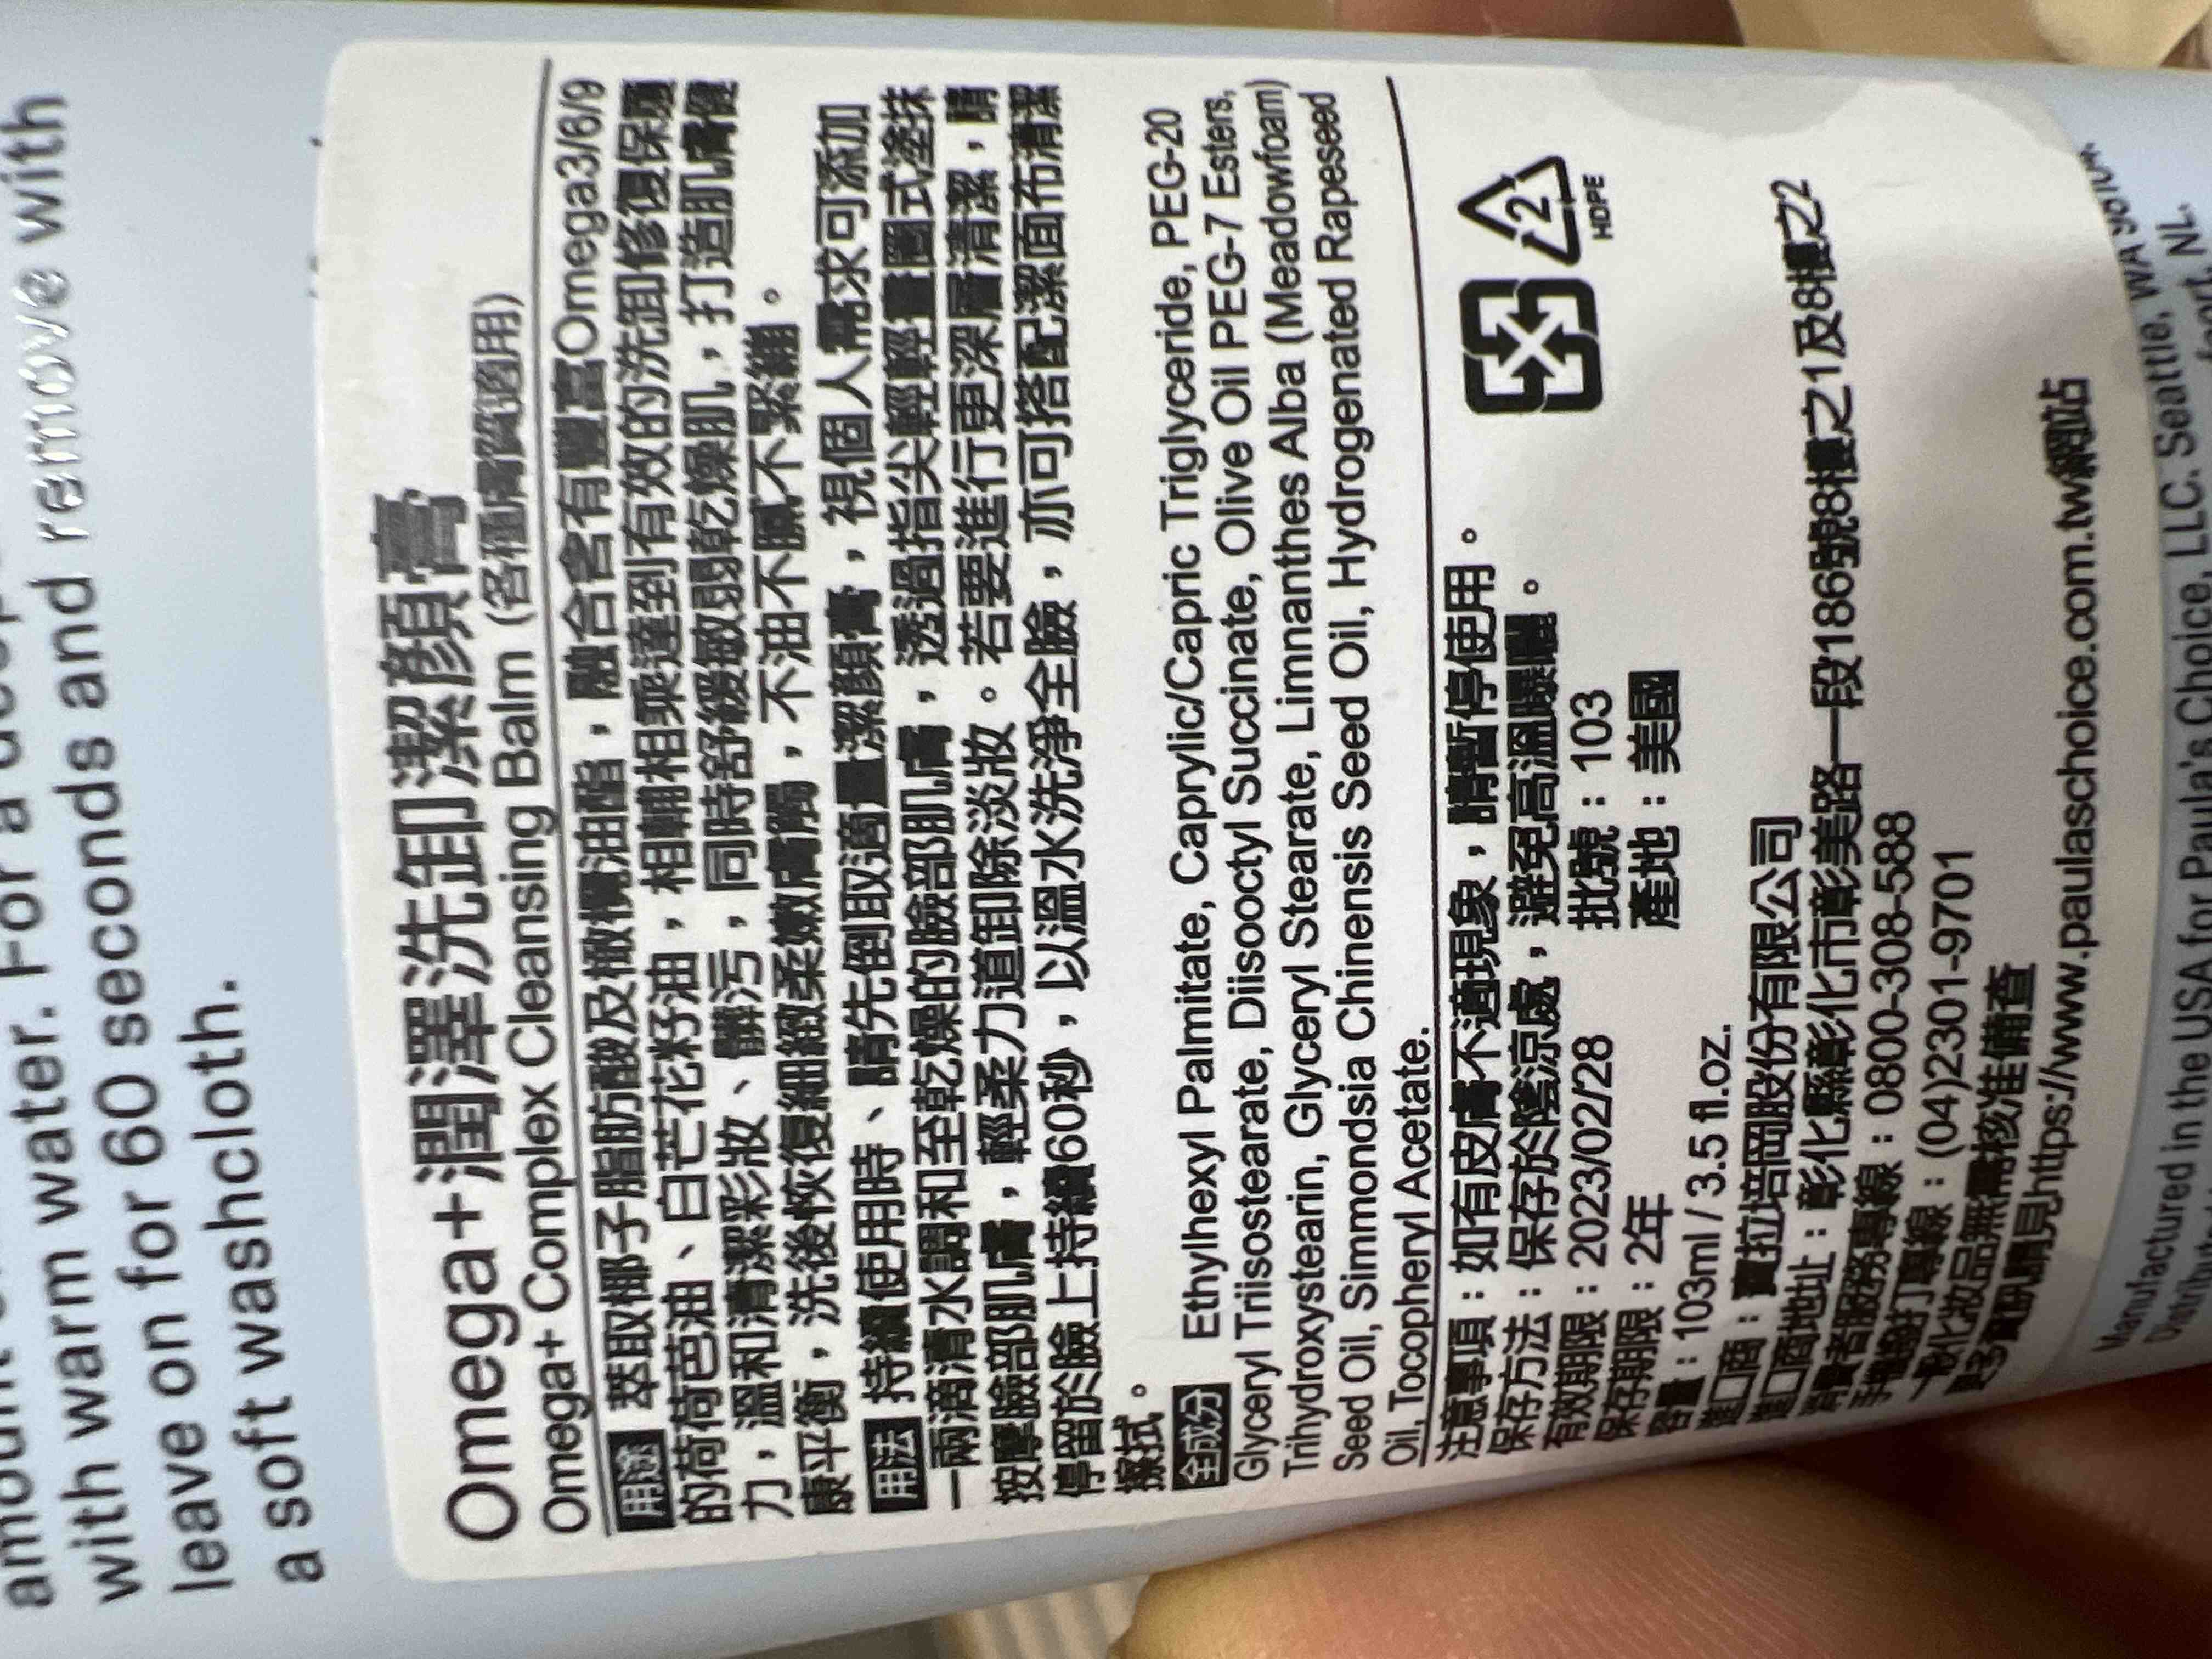 with warm water. For a
leave on for 60 seconds and remove with
a soft washcloth.
Omega+潤澤洗卸潔顏膏
Omega+ Complex Cleansing Balm (各種膚質適用)
用途 萃取椰子脂肪酸及橄欖油酯，融合含有豐富Omega3/6/9
的荷荷芭油、白芒花籽油，相輔相乘達到有效的洗卸修復保護
力，溫和清潔彩妝、髒污，同時舒緩敏弱乾燥肌，打造肌膚健
康平衡，洗後恢復細緻柔嫩膚觸，不油不膩不緊繃。
用法 持續使用時、請先倒取適量潔顏膏，視個人需求可添加
一兩滴清水調和至乾燥的臉部肌膚，透過指尖輕輕畫圈式塗抹
按摩臉部肌膚，輕柔力道卸除淡妝。若要進行更深層清潔，請
停留於臉上持續60秒，以溫水洗淨全臉，亦可搭配潔面布清潔
擦拭。
全成份 Ethylhexyl Palmitate, Caprylic/Capric Triglyceride, PEG-20
Glyceryl Triisostearate, Diisooctyl Succinate, Olive Oil PEG-7 Esters,
Trihydroxystearin, Glyceryl Stearate, Limnanthes Alba (Meadowfoam)
Seed Oil, Simmondsia Chinensis Seed Oil, Hydrogenated Rapeseed
Oil, Tocopheryl Acetate.
注意事項：如有皮膚不適現象，請暫停使用。
保存方法：保存於陰涼處，避免高溫曝曬。
有效期限：2023/02/28 批號：103
保存期限：2年 產地：美國
容量：103ml / 3.5 fl.oz.
2
HDPE
進口商：寶拉培岡股份有限公司
進口商地址：彰化縣彰化市彰美路一段186號8樓之1及8樓之2
消費者服務專線：0800-308-588
手機撥打專線：(04)2301-9701
一般化妝品無需核准備查
更多資訊請見https://www.paulaschoice.com.tw網站
Manufactured in the USA for Paula's Choice, LLC. Seattle, WA
NL.